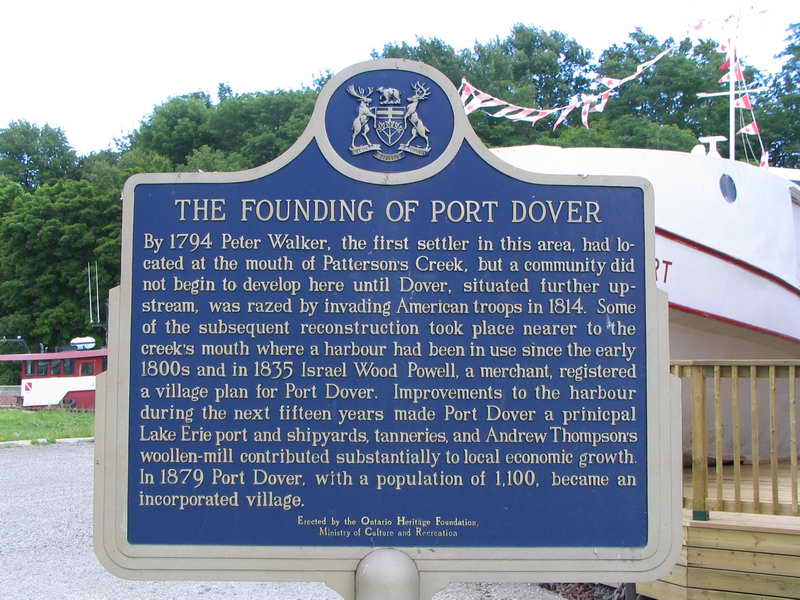 THE FOUNDING OF PORT DOVER
By 1794 Peter Walker, the first settler in this area, had lo-
cated at the mouth of Patterson's Creek, but a community did
not begin to develop here until Dover, situated further up-
stream, was razed by invading American troops in 1814. Some
of the subsequent reconstruction took place nearer to the
creek's mouth where a harbour had been in use since the early
1800s and in 1835 Israel Wood Powell, a merchant, registered
a village plan for Port Dover. Improvements to the harbour
during the next fifteen years made Port Dover a prinicpal
Lake Erie port and shipyards, tanneries, and Andrew Thompson's
woollen-mill contributed substantially to local economic growth.
In 1879 Port Dover, with a population of 1,100, became an
incorporated village.
Erected by the Ontario Heritage Foundation,
Ministry of Culture and Recreation
RT